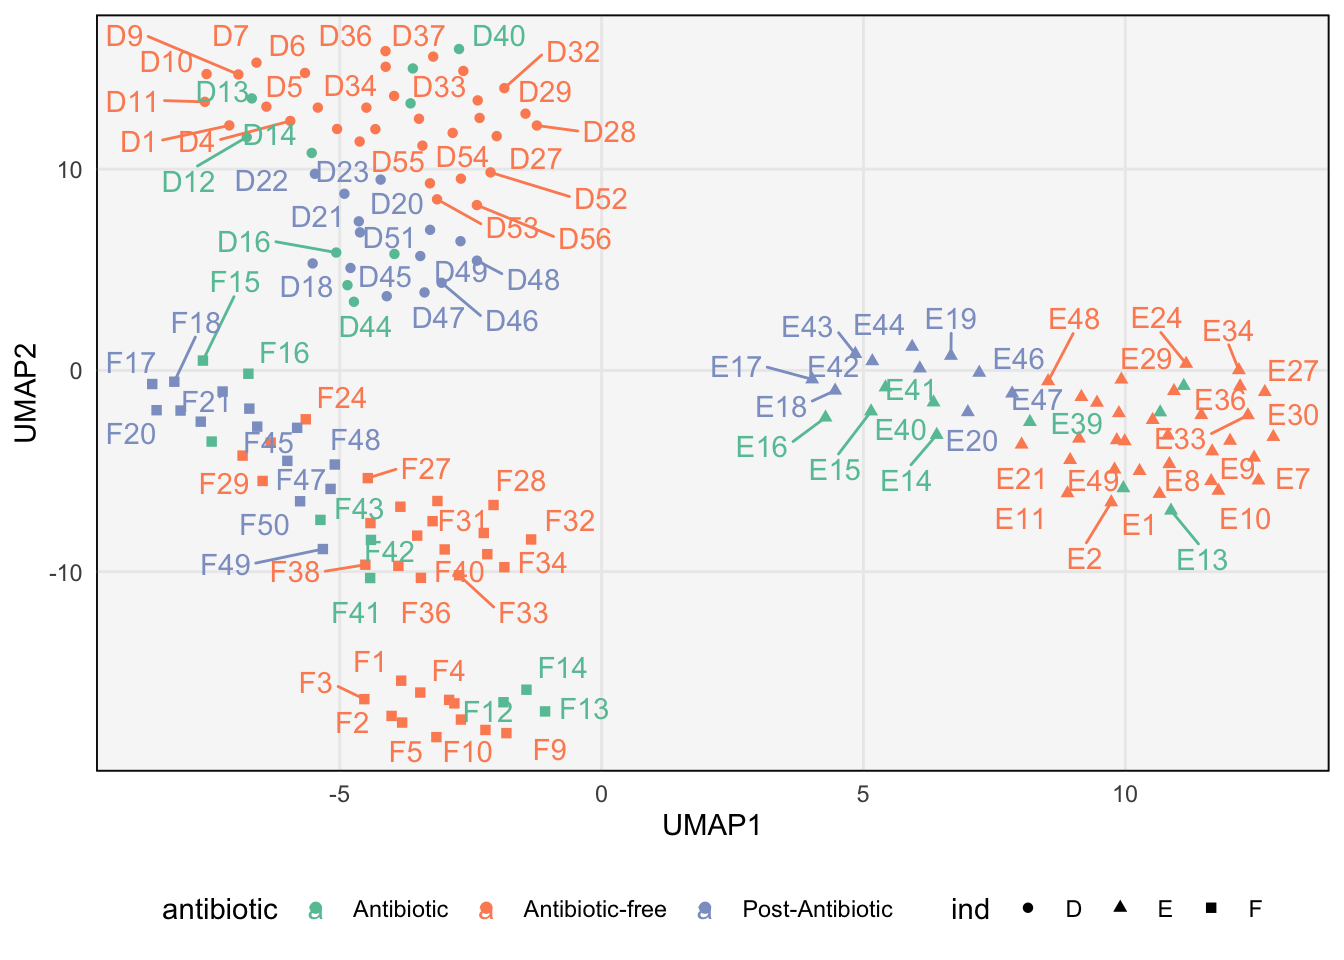 D9 D7 D36 D37 D40
D6 D32
D10
D13 D5 D34 D33 D29
D11
D1 D4 D14 D28
D55 D54 D27
D12 D22 D23
D21 D20 D52
D16 D51 D53 D56
F15 D18 D45 D49 D48
F18 D44 D47 D46
F17 F16
F21 F24
F20 F45 F48
F29 F47 F27 F28
F50 F43 F31 F32
F49 F38 F42 F40 F34
F41 F36 F33
F1 F4 F14
F3 F12 F13
F2 F5 F10 F9
E43 E44 E19 E48 E24 E34
E17 E42 E46 E29 E27
E18 E41 E47 E36 E30
E16 E40 E20 E39 E33
E15 E14 E21 E49 E8 E9 E7
E11 E1 E10
E2 E13
10
0
-10
UMAP2
-5 0 5 10
UMAP1
antibiotic a Antibiotic a Antibiotic-free a Post-Antibiotic ind D E F